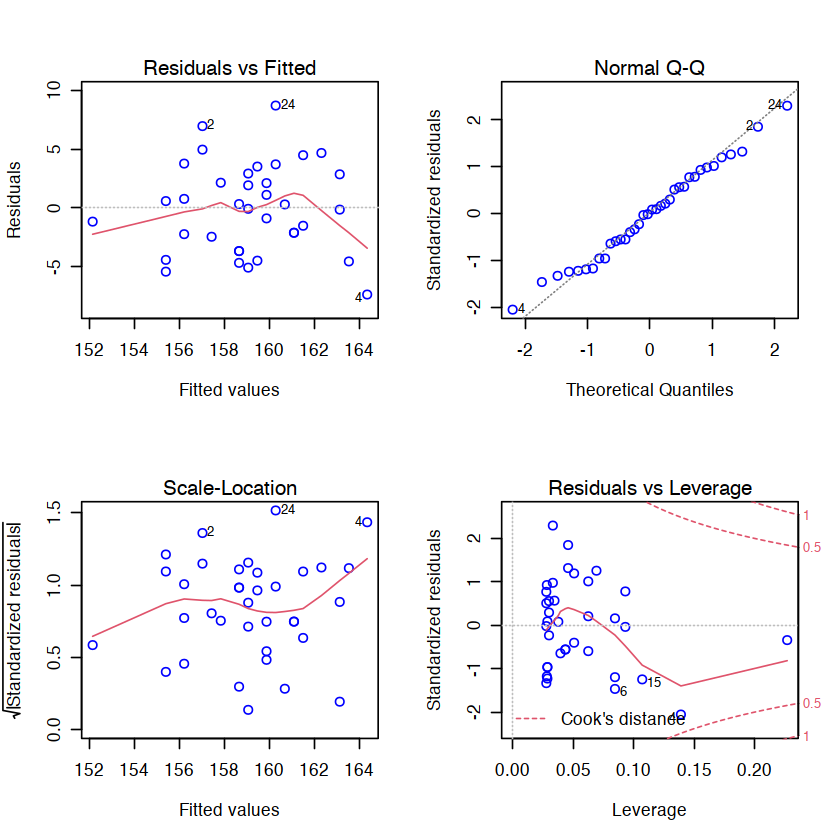 Residuals vs Fitted
Residuals
10
5
0
-5
24
2
4
152 154 156 158 160 162 164
Fitted values
Normal Q-Q
Standardized residuals
2
1
0
-1
-2
24
2
4
-2 -1 0 1 2
Theoretical Quantiles
Scale-Location
√|Standardized residuals|
1.5
1.0
0.5
0.0
24
4
2
152 154 156 158 160 162 164
Fitted values
Residuals vs Leverage
Standardized residuals
2
1
0
-1
-2
1
0.5
0.5
1
15
6
4
Cook's distance
0.00 0.05 0.10 0.15 0.20
Leverage